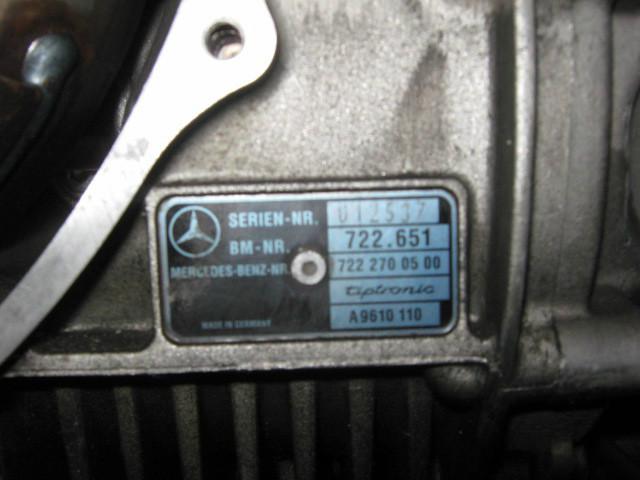 SERIEN-NR. 012537
BM-NR. 722.651
MERCEDES-BENZ-NR. 722 270 05 00
tiptronic
MADE IN GERMANY A9610 110